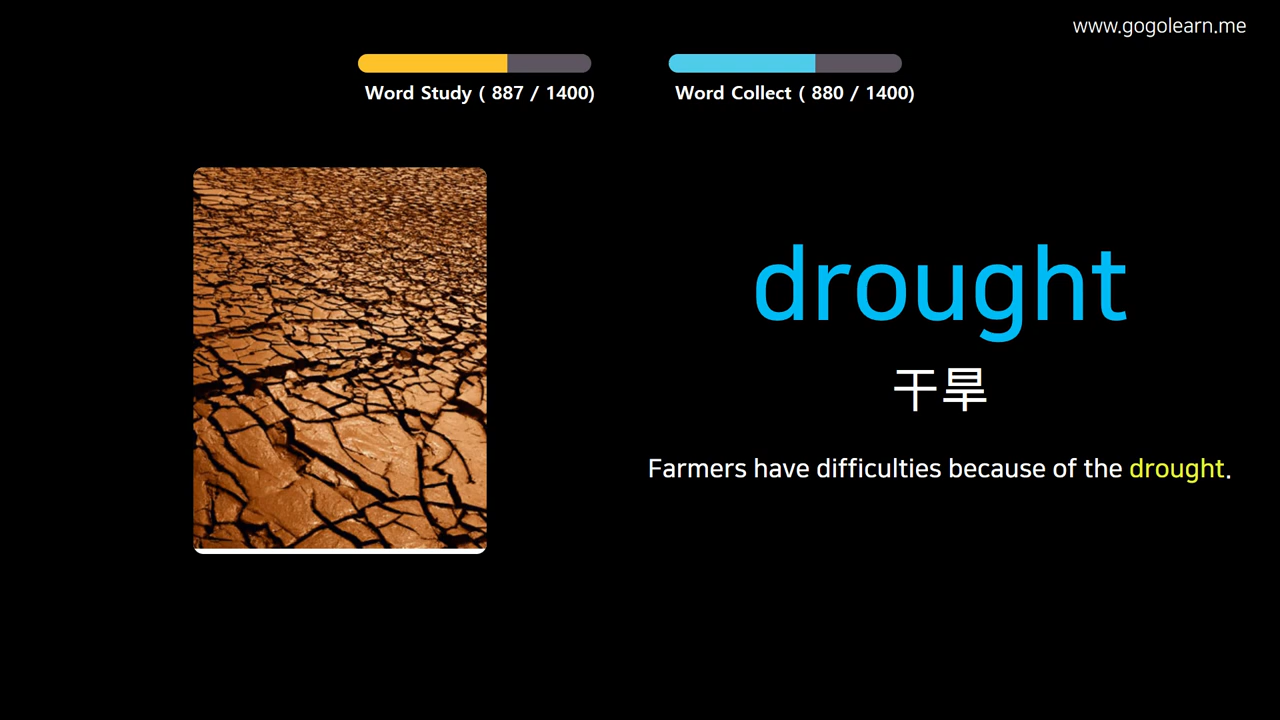 www.gogolearn.me
Word Study ( 887 / 1400)
Word Collect ( 880 / 1400)
drought
干旱
Farmers have difficulties because of the drought.